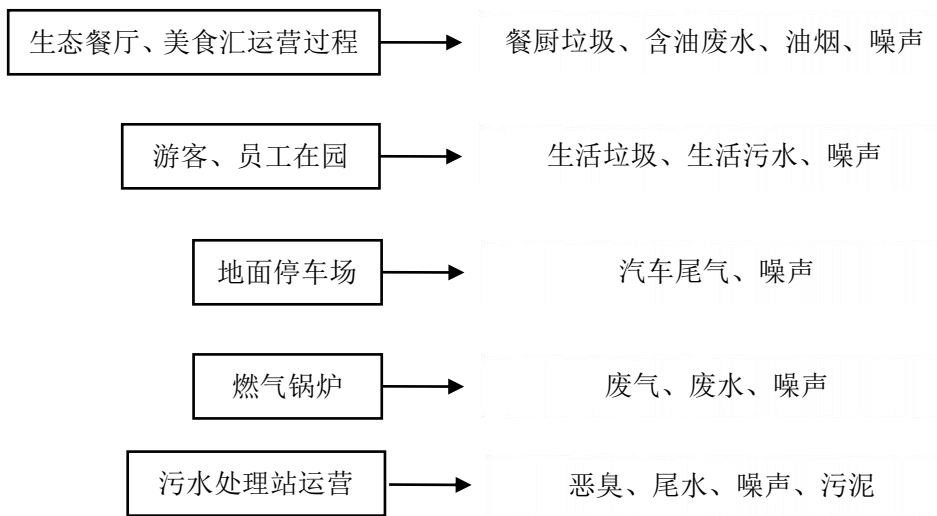 生态餐厅、美食汇运营过程
餐厨垃圾、含油废水、油烟、噪声
游客、员工在园
生活垃圾、生活污水、噪声
地面停车场
汽车尾气、噪声
燃气锅炉
废气、废水、噪声
污水处理站运营
恶臭、尾水、噪声、污泥